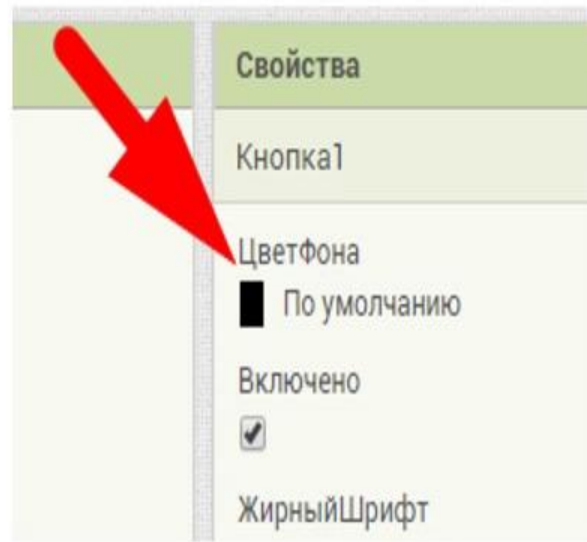 Свойства
Кнопка1
ЦветФона
По умолчанию
Включено
ЖирныйШрифт